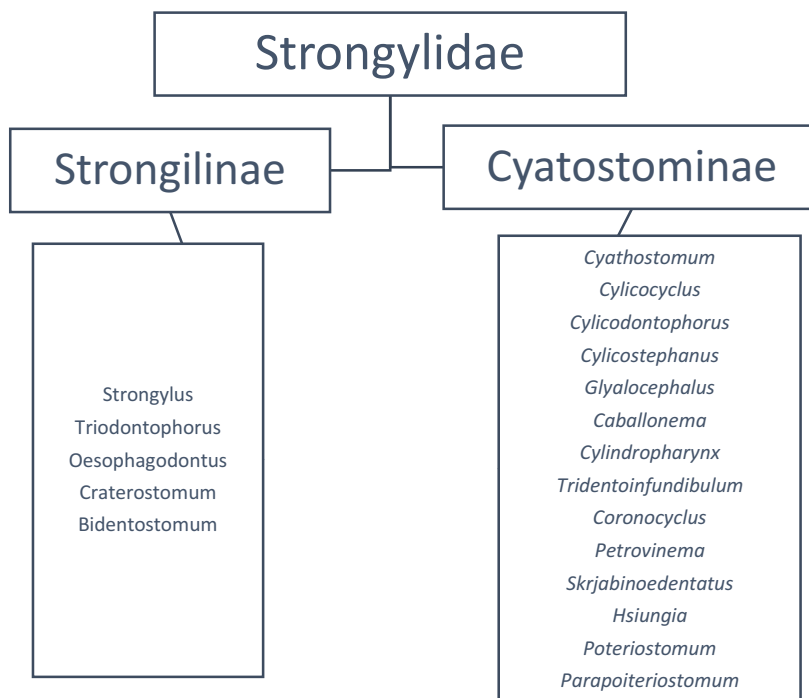 Strongylidae
Strongilinae
Cyatostominae
Strongylus
Triodontophorus
Oesophagodontus
Craterostomum
Bidentostomum
Cyathostomum
Cylicocyclus
Cylicodontophorus
Cylicostephanus
Glyalocephalus
Caballonema
Cylindropharynx
Tridentoinfundibulum
Coronocyclus
Petrovinema
Skrjabinoedentatus
Hsiungia
Poteriostomum
Parapoiteriostomum